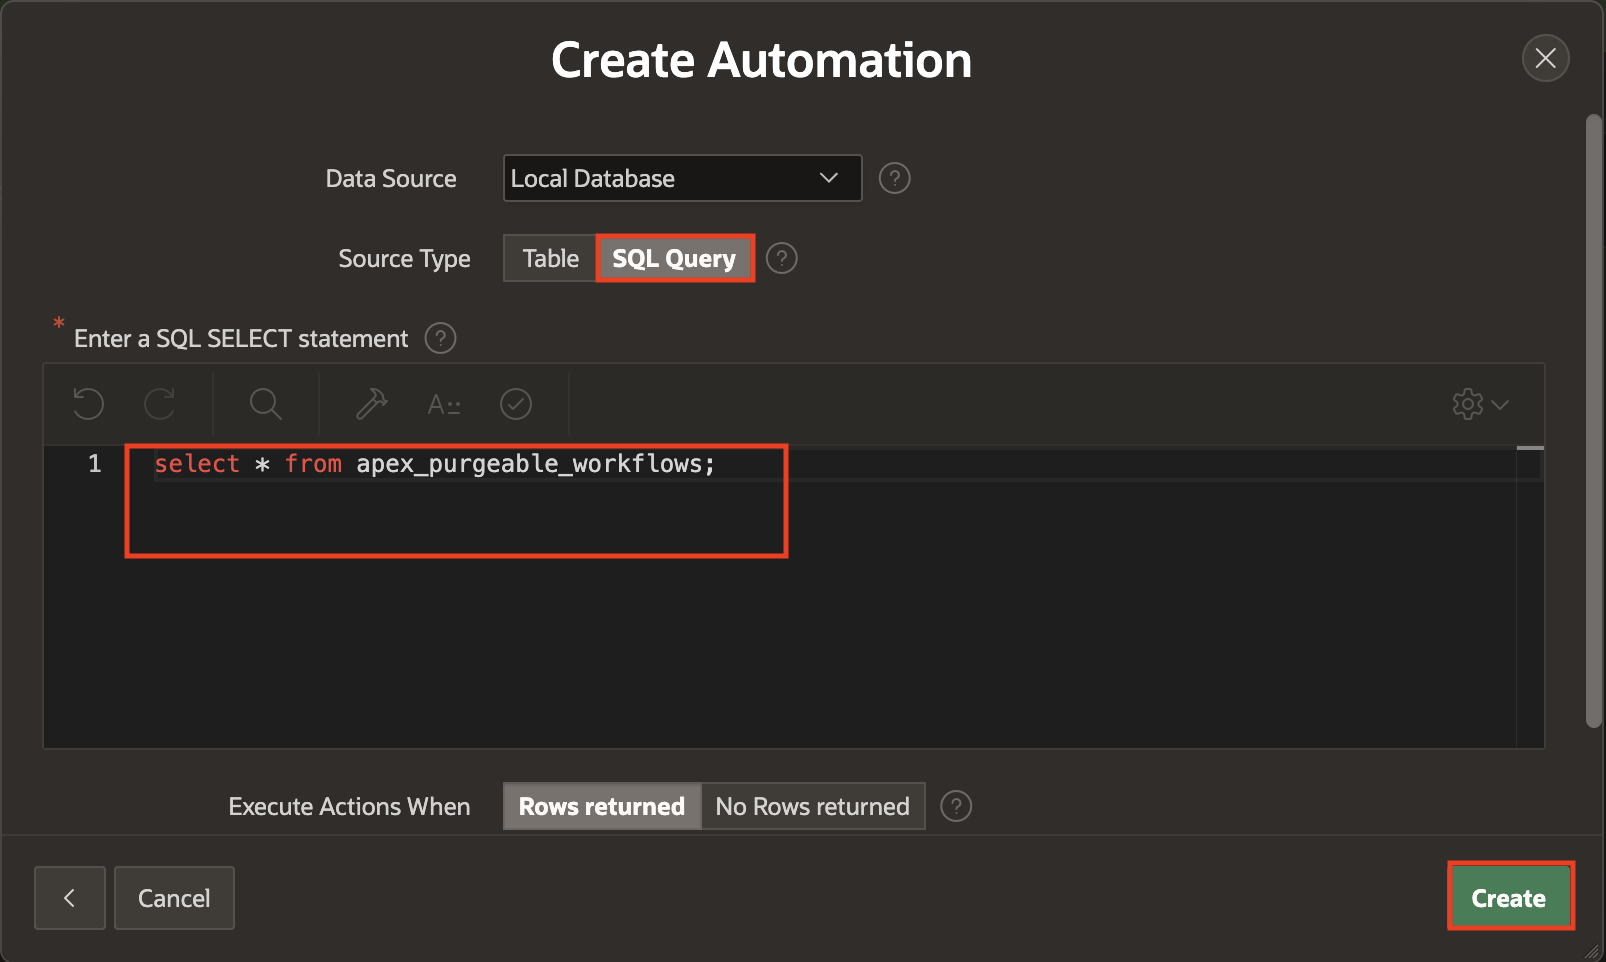 Create Automation
Data Source Local Database ?
Source Type Table SQL Query ?
* Enter a SQL SELECT statement ?
A
1 select * from apex_purgeable_workflows;
Execute Actions When Rows returned No Rows returned ?
Cancel Create